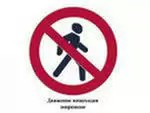 Движение пешеходов
запрещено